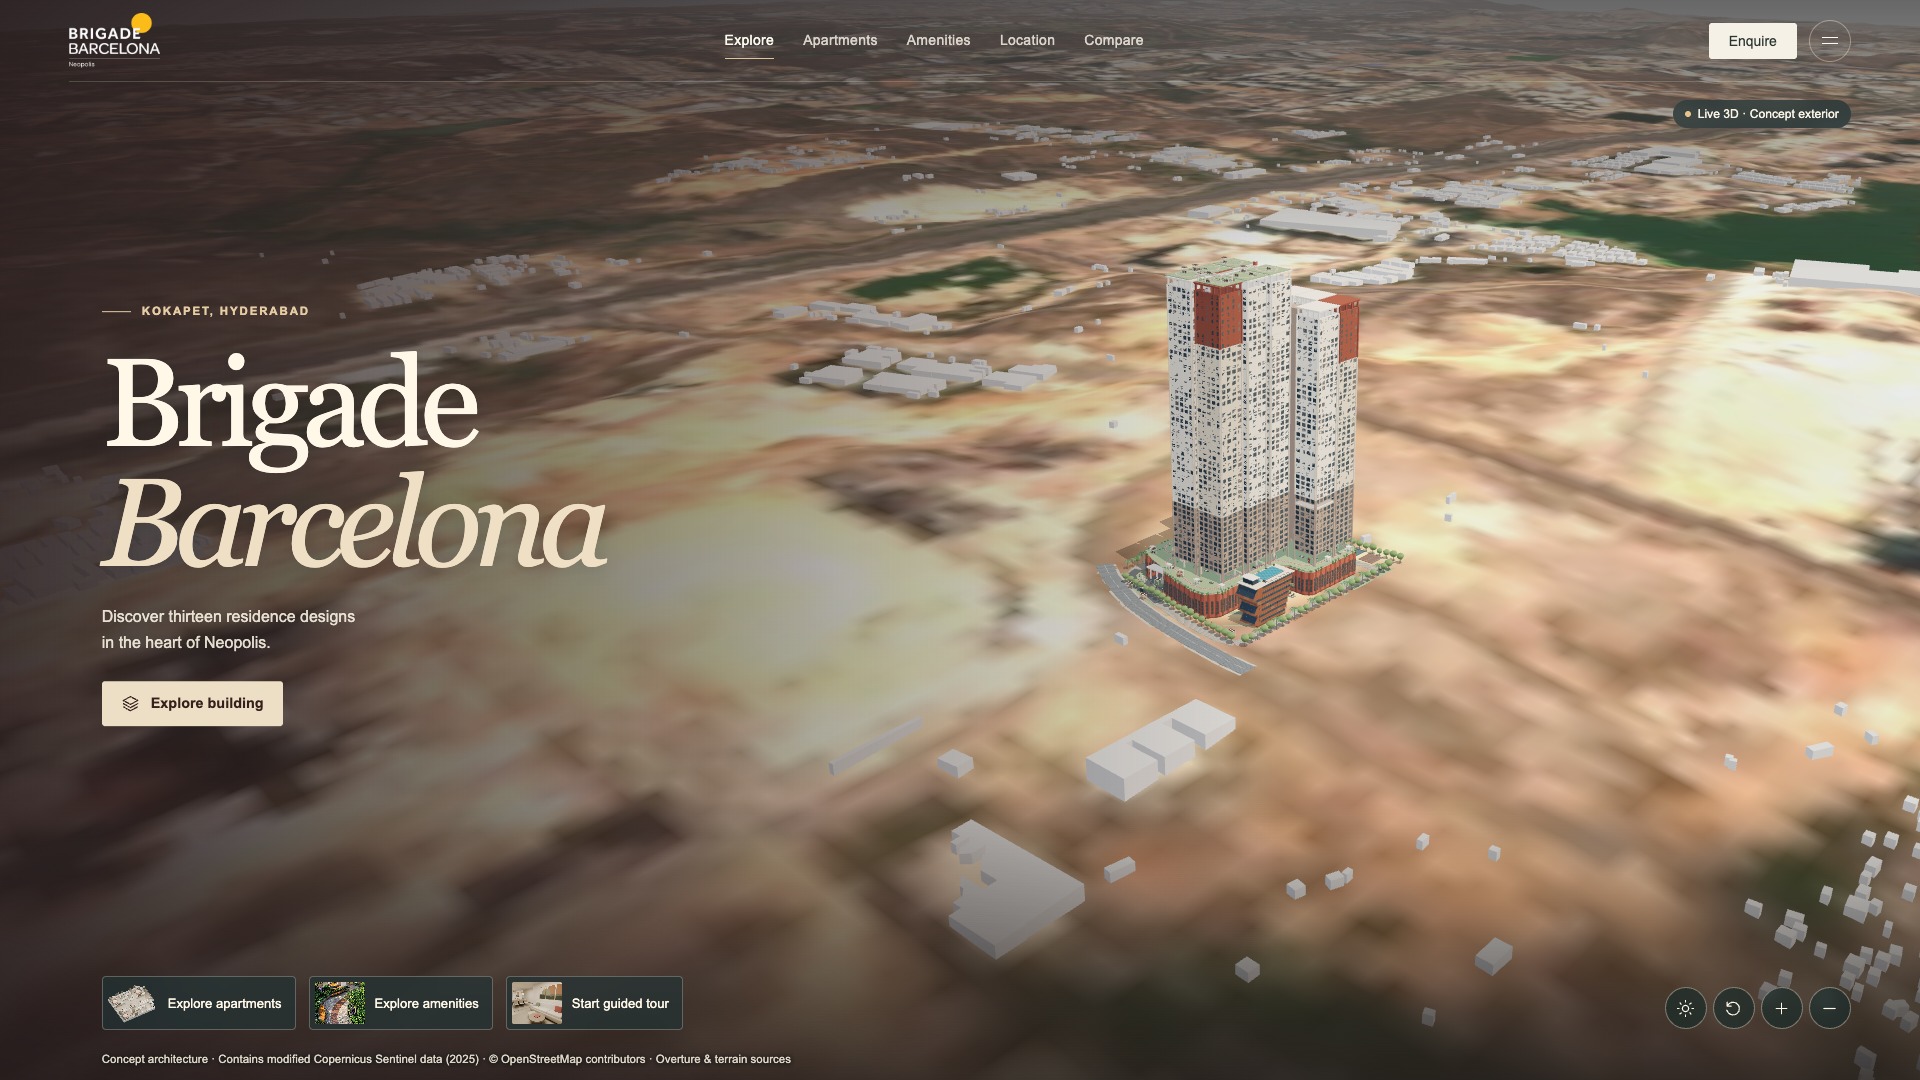 BRIGADE
BARCELONA
Neopolis
Explore
Apartments
Amenities
Location
Compare
Enquire
Live 3D · Concept exterior
KOKAPET, HYDERABAD
Brigade
Barcelona
Discover thirteen residence designs
in the heart of Neopolis.
Explore building
Explore apartments
Explore amenities
Start guided tour
Concept architecture · Contains modified Copernicus Sentinel data (2025) · © OpenStreetMap contributors · Overture & terrain sources